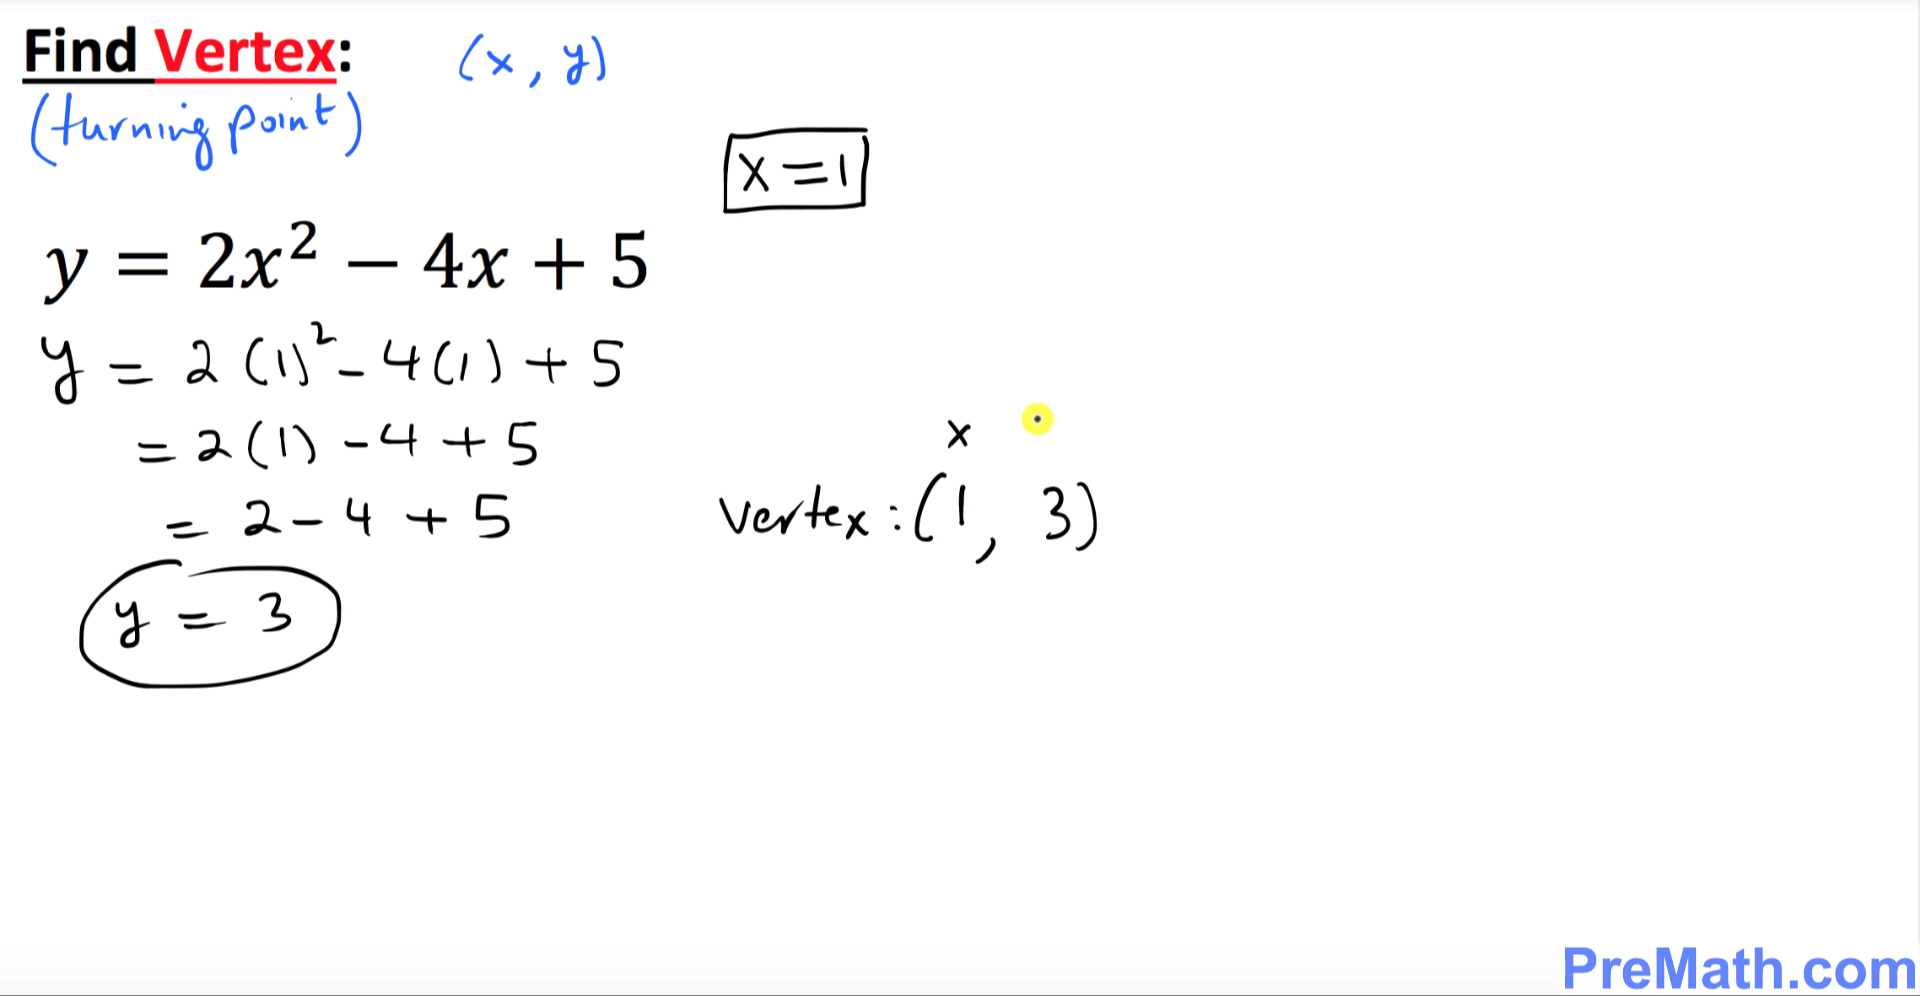 Find Vertex: (x, y)
(turning point)
x = 1
y = 2x² − 4x + 5
y = 2(1)² - 4(1) + 5
= 2(1) - 4 + 5
= 2 - 4 + 5
y = 3
x
vertex: (1, 3)
PreMath.com